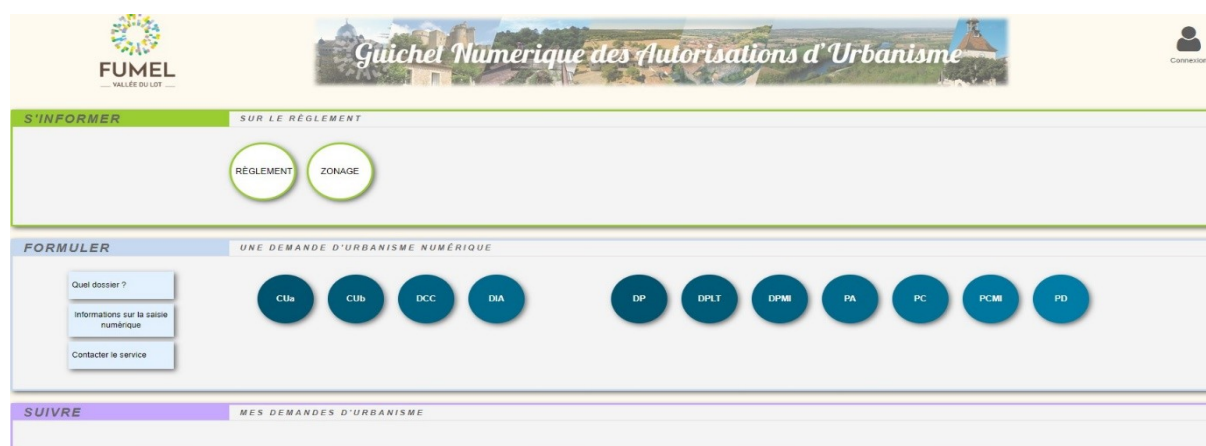 FUMEL
VALLÉE DU LOT
Guichet Numerique des Autorisations d'Urbanisme
Connexion
S'INFORMER
SUR LE RÈGLEMENT
RÈGLEMENT
ZONAGE
FORMULER
UNE DEMANDE D'URBANISME NUMÉRIQUE
Quel dossier ?
Informations sur la saisie
numérique
Contacter le service
CUa
CUb
DCC
DIA
DP
DPLT
DPMI
PA
PC
PCMI
PD
SUIVRE
MES DEMANDES D'URBANISME